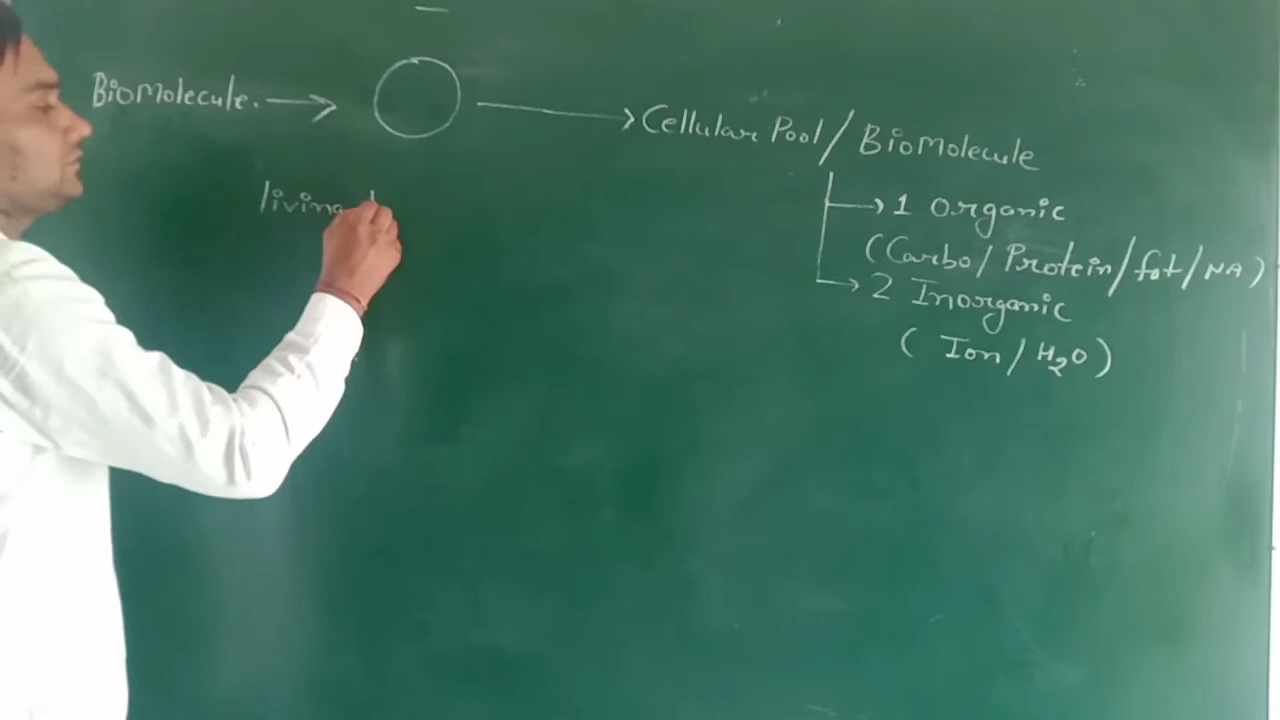 Biomolecule. → ◯ → Cellular Pool / Biomolecule
living
→ 1 Organic
(Carbo / Protein / fat / NA)
→ 2 Inorganic
( Ion / H₂O )